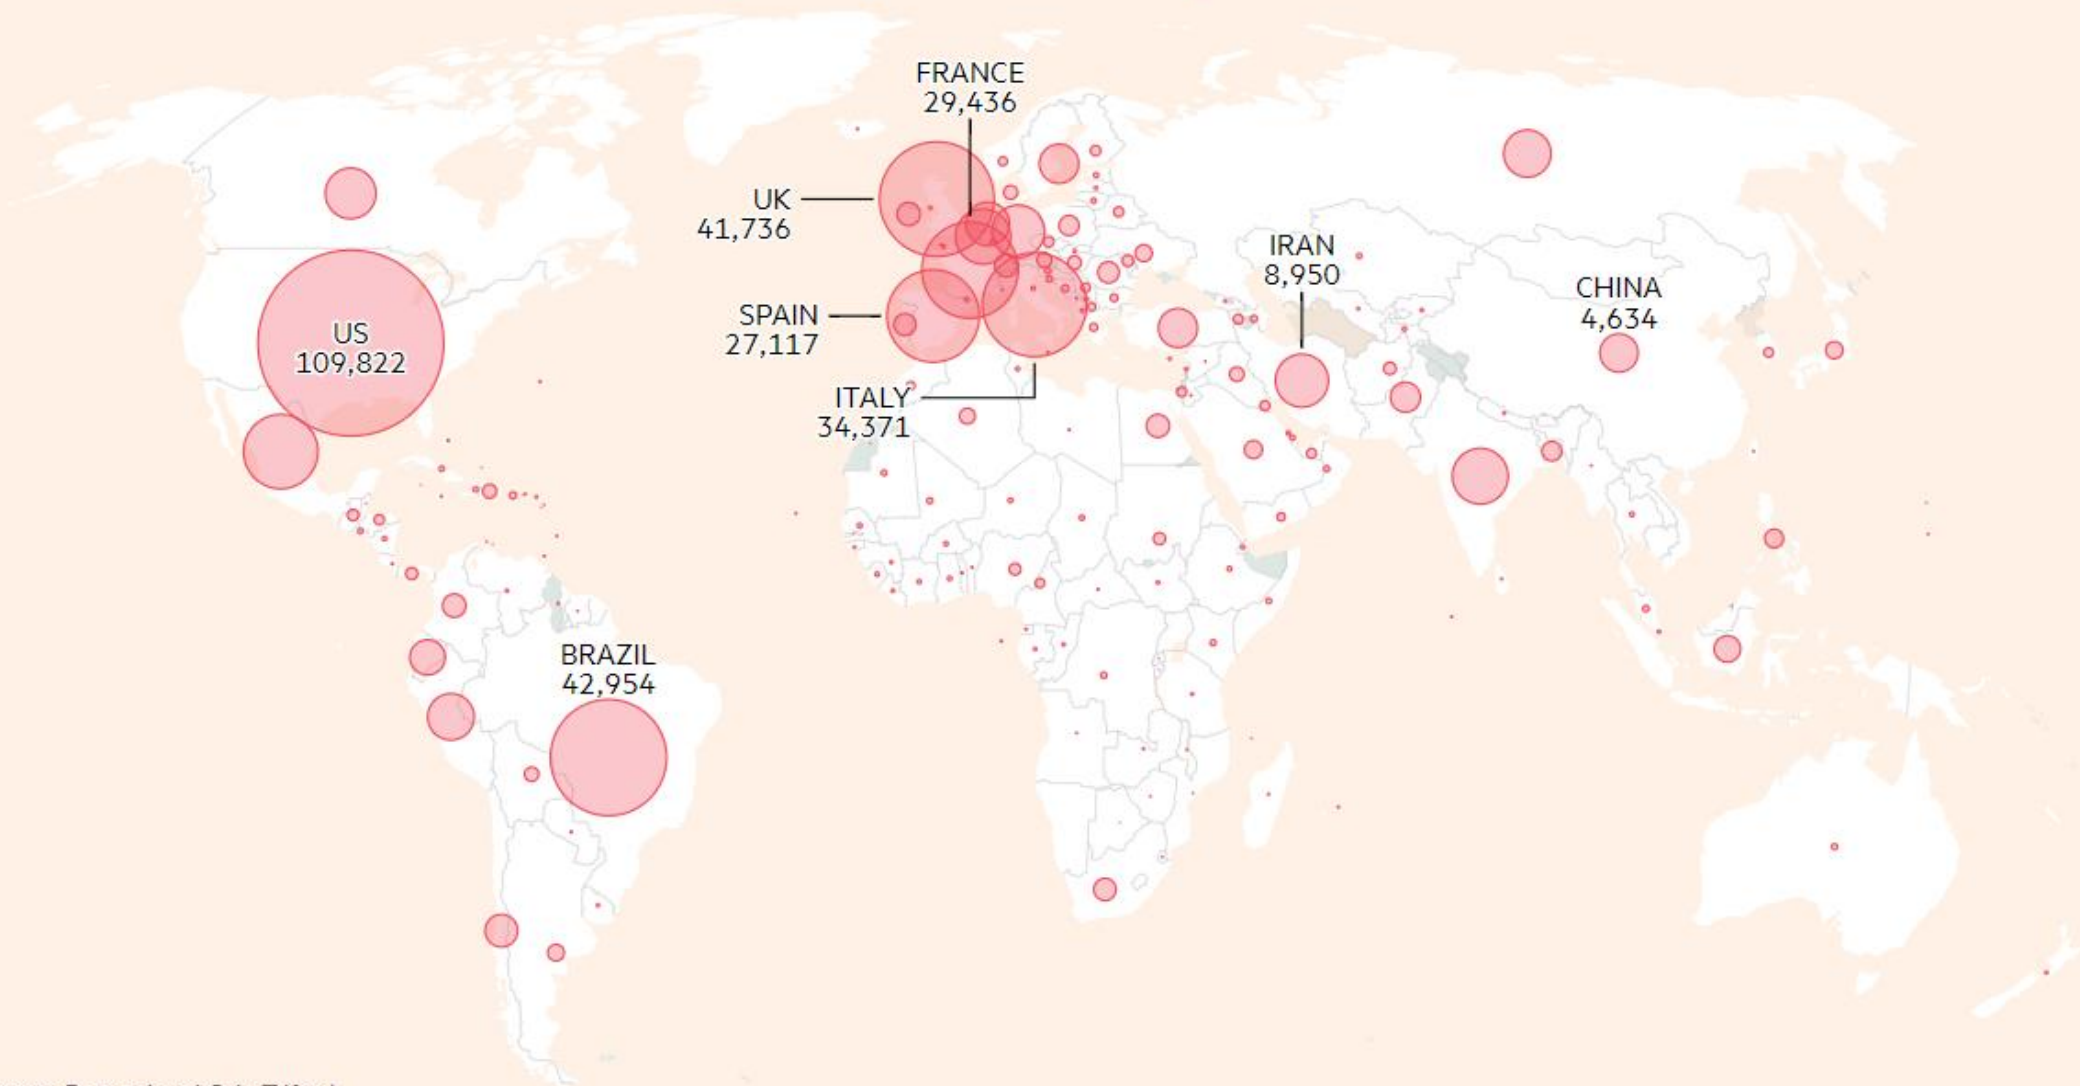 FRANCE
29,436
UK
41,736
IRAN
8,950
CHINA
4,634
SPAIN
27,117
US
109,822
ITALY
34,371
BRAZIL
42,954